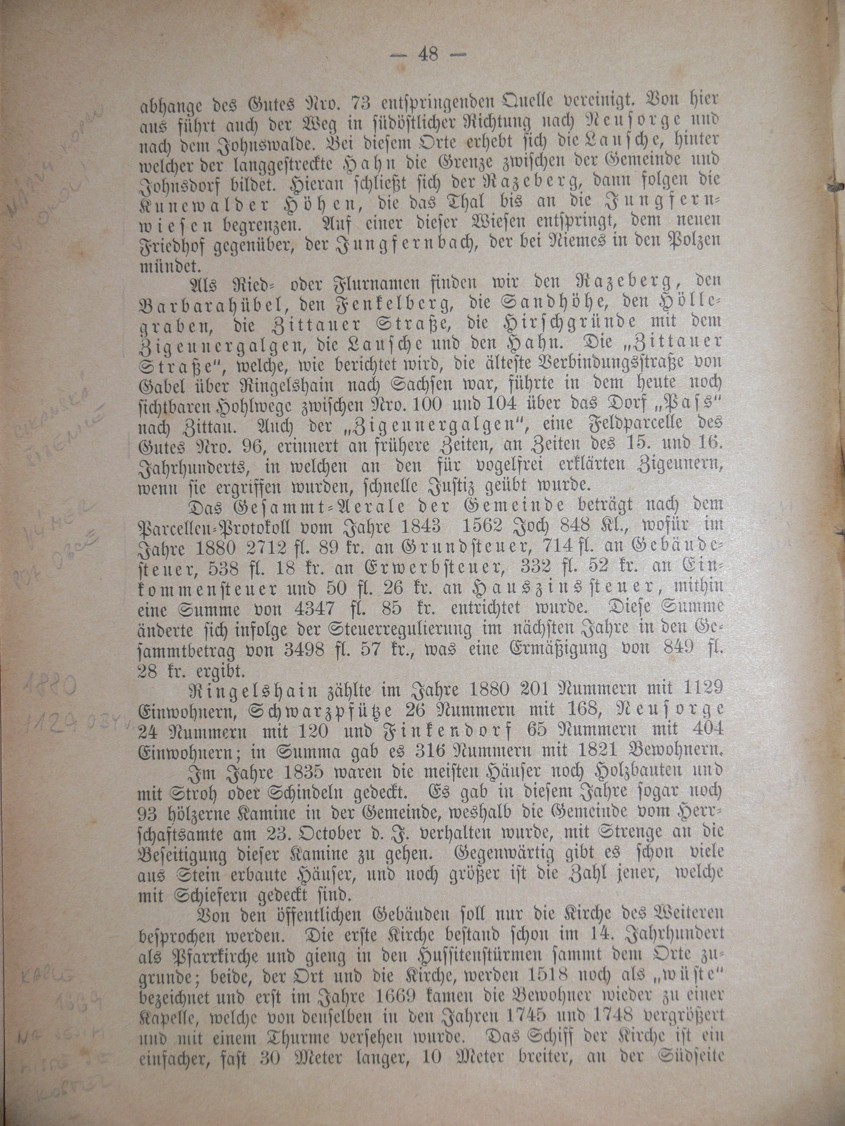 — 48 —
abhange des Gutes Nro. 73 entspringenden Quelle vereinigt. Von hier
aus führt auch der Weg in südöstlicher Richtung nach Neusorge und
nach dem Johnswalde. Bei diesem Orte erhebt sich die Lausche, hinter
welcher der langgestreckte Hahn die Grenze zwischen der Gemeinde und
Johnsdorf bildet. Hieran schließt sich der Razeberg, dann folgen die
Kunewalder Höhen, die das Thal bis an die Jungfern-
wiesen begrenzen. Auf einer dieser Wiesen entspringt, dem neuen
Friedhof gegenüber, der Jungfernbach, der bei Niemes in den Polzen
mündet.
Als Ried- oder Flurnamen finden wir den Razeberg, den
Barbarahübel, den Fenkelberg, die Sandhöhe, den Hölle-
graben, die Zittauer Straße, die Hirschgründe mit dem
Zigeunergalgen, die Lausche und den Hahn. Die „Zittauer
Straße“, welche, wie berichtet wird, die älteste Verbindungsstraße von
Gabel über Ringelshain nach Sachsen war, führte in dem heute noch
sichtbaren Hohlwege zwischen Nro. 100 und 104 über das Dorf „Pass“
nach Zittau. Auch der „Zigeunergalgen“, eine Feldparcelle des
Gutes Nro. 96, erinnert an frühere Zeiten, an Zeiten des 15. und 16.
Jahrhunderts, in welchen an den für vogelfrei erklärten Zigeunern,
wenn sie ergriffen wurden, schnelle Justiz geübt wurde.
Das Gesammt-Aerale der Gemeinde beträgt nach dem
Parcellen-Protokoll vom Jahre 1843 1562 Joch 848 Kl., wofür im
Jahre 1880 2712 fl. 89 kr. an Grundsteuer, 714 fl. an Gebäude-
steuer, 538 fl. 18 kr. an Erwerbsteuer, 332 fl. 52 kr. an Ein-
kommensteuer und 50 fl. 26 kr. an Hauszinssteuer, mithin
eine Summe von 4347 fl. 85 kr. entrichtet wurde. Diese Summe
änderte sich infolge der Steuerregulierung im nächsten Jahre in den Ge-
sammtbetrag von 3498 fl. 57 kr., was eine Ermäßigung von 849 fl.
28 kr. ergibt.
Ringelshain zählte im Jahre 1880 201 Nummern mit 1129
Einwohnern, Schwarzpfütze 26 Nummern mit 168, Neusorge
24 Nummern mit 120 und Finkendorf 65 Nummern mit 404
Einwohnern; in Summa gab es 316 Nummern mit 1821 Bewohnern.
Im Jahre 1835 waren die meisten Häuser noch Holzbauten und
mit Stroh oder Schindeln gedeckt. Es gab in diesem Jahre sogar noch
93 hölzerne Kamine in der Gemeinde, weshalb die Gemeinde vom Herr-
schaftsamte am 23. October d. J. verhalten wurde, mit Strenge an die
Beseitigung dieser Kamine zu gehen. Gegenwärtig gibt es schon viele
aus Stein erbaute Häuser, und noch größer ist die Zahl jener, welche
mit Schiefern gedeckt sind.
Von den öffentlichen Gebäuden soll nur die Kirche des Weiteren
besprochen werden. Die erste Kirche bestand schon im 14. Jahrhundert
als Pfarrkirche und gieng in den Hussitenstürmen sammt dem Orte zu-
grunde; beide, der Ort und die Kirche, werden 1518 noch als „wüste“
bezeichnet und erst im Jahre 1669 kamen die Bewohner wieder zu einer
Kapelle, welche von denselben in den Jahren 1745 und 1748 vergrößert
und mit einem Thurme versehen wurde. Das Schiff der Kirche ist ein
einfacher, fast 30 Meter langer, 10 Meter breiter, an der Südseite
1880
1129